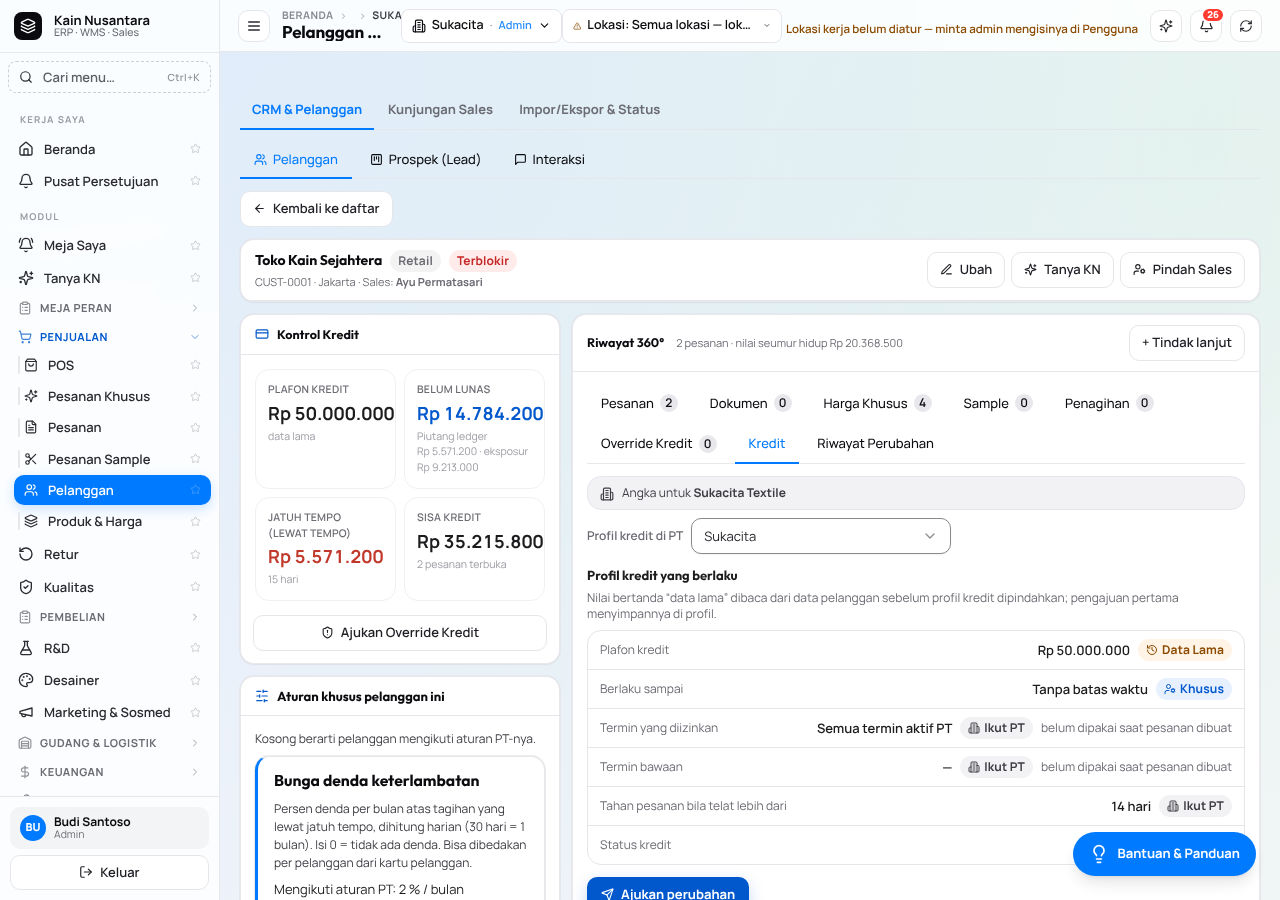 Kain Nusantara
ERP · WMS · Sales
Cari menu... Ctrl+K
KERJA SAYA
Beranda
Pusat Persetujuan
MODUL
Meja Saya
Tanya KN
MEJA PERAN
PENJUALAN
POS
Pesanan Khusus
Pesanan
Pesanan Sample
Pelanggan
Produk & Harga
Retur
Kualitas
PEMBELIAN
R&D
Desainer
Marketing & Sosmed
GUDANG & LOGISTIK
KEUANGAN
BU Budi Santoso
Admin
Keluar
BERANDA › › SUKA
Pelanggan ...
Sukacita · Admin
Lokasi: Semua lokasi — lok...
Lokasi kerja belum diatur — minta admin mengisinya di Pengguna
26
CRM & Pelanggan Kunjungan Sales Impor/Ekspor & Status
Pelanggan Prospek (Lead) Interaksi
Kembali ke daftar
Toko Kain Sejahtera Retail Terblokir
CUST-0001 · Jakarta · Sales: Ayu Permatasari
Ubah Tanya KN Pindah Sales
Kontrol Kredit
PLAFON KREDIT
Rp 50.000.000
data lama
BELUM LUNAS
Rp 14.784.200
Piutang ledger
Rp 5.571.200 · eksposur
Rp 9.213.000
JATUH TEMPO
(LEWAT TEMPO)
Rp 5.571.200
15 hari
SISA KREDIT
Rp 35.215.800
2 pesanan terbuka
Ajukan Override Kredit
Aturan khusus pelanggan ini
Kosong berarti pelanggan mengikuti aturan PT-nya.
Bunga denda keterlambatan
Persen denda per bulan atas tagihan yang
lewat jatuh tempo, dihitung harian (30 hari = 1
bulan). Isi 0 = tidak ada denda. Bisa dibedakan
per pelanggan dari kartu pelanggan.
Mengikuti aturan PT: 2 % / bulan
Riwayat 360° 2 pesanan · nilai seumur hidup Rp 20.368.500
+ Tindak lanjut
Pesanan 2 Dokumen 0 Harga Khusus 4 Sample 0 Penagihan 0
Override Kredit 0 Kredit Riwayat Perubahan
Angka untuk Sukacita Textile
Profil kredit di PT Sukacita
Profil kredit yang berlaku
Nilai bertanda “data lama” dibaca dari data pelanggan sebelum profil kredit dipindahkan; pengajuan pertama
menyimpannya di profil.
Plafon kredit Rp 50.000.000 Data Lama
Berlaku sampai Tanpa batas waktu Khusus
Termin yang diizinkan Semua termin aktif PT Ikut PT belum dipakai saat pesanan dibuat
Termin bawaan — Ikut PT belum dipakai saat pesanan dibuat
Tahan pesanan bila telat lebih dari 14 hari Ikut PT
Status kredit
Bantuan & Panduan
Ajukan perubahan